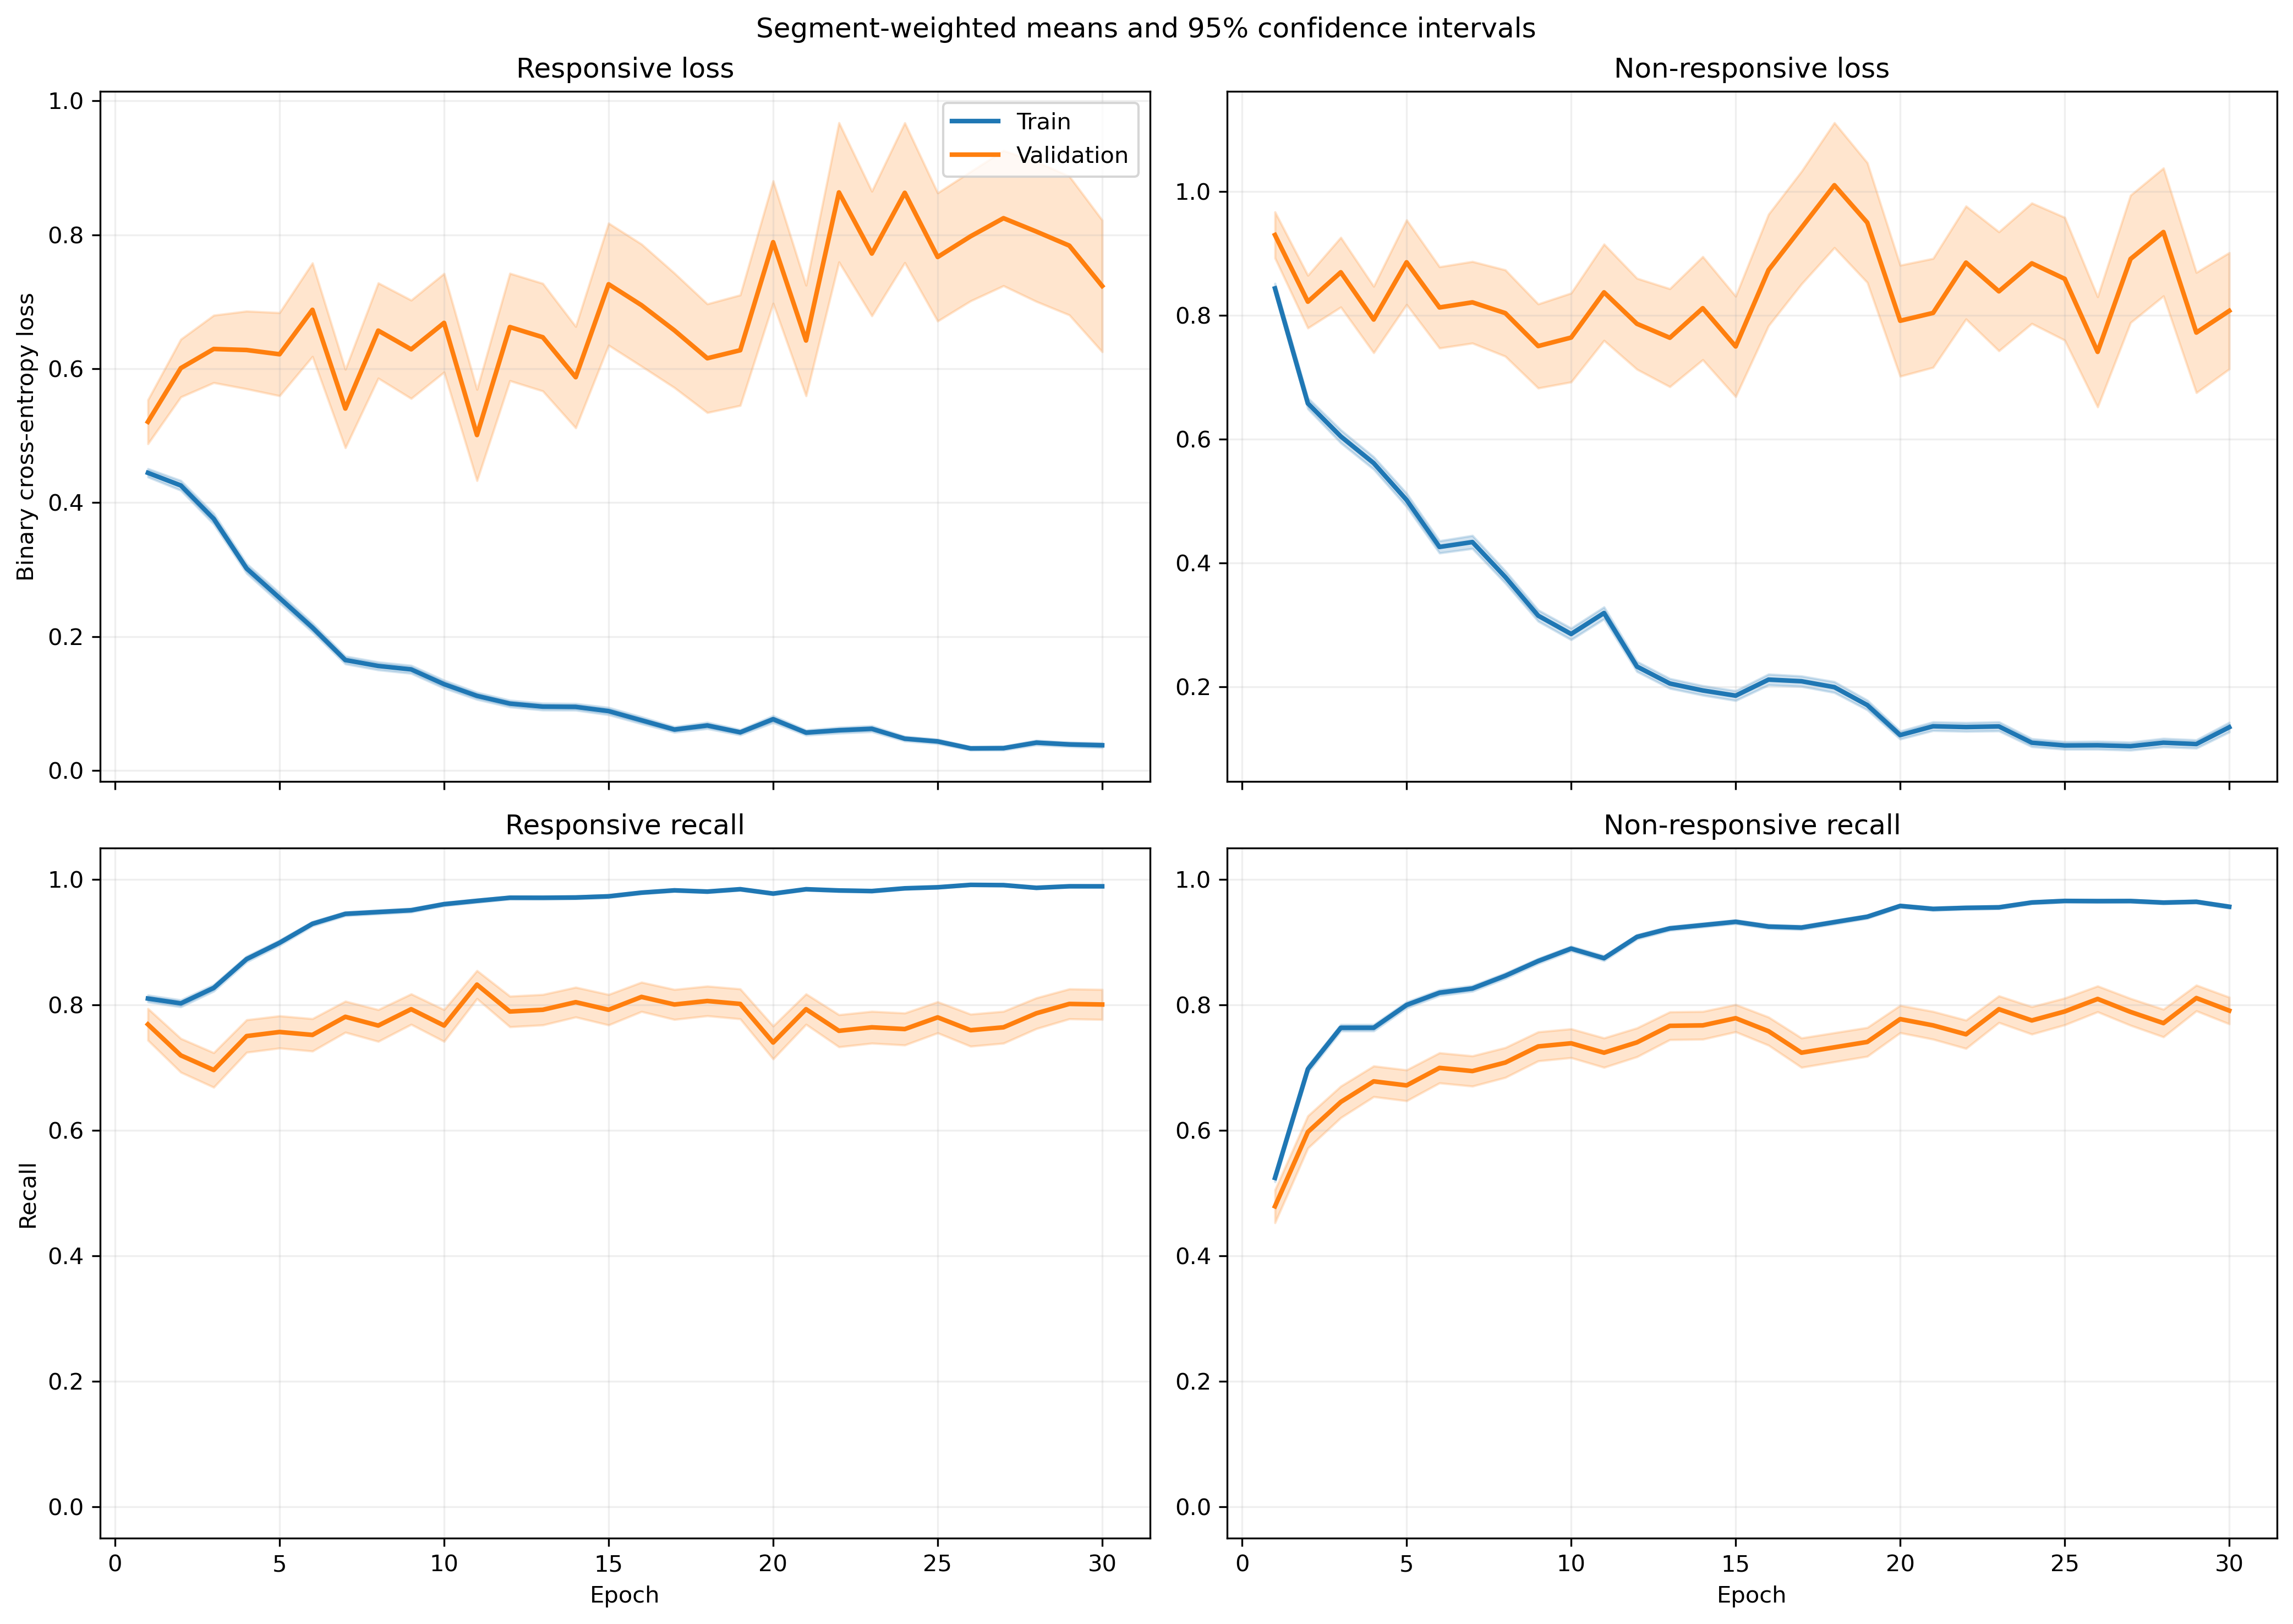 Segment-weighted means and 95% confidence intervals
Responsive loss
Non-responsive loss
Binary cross-entropy loss
1.0
0.8
0.6
0.4
0.2
0.0
Train
Validation
1.0
0.8
0.6
0.4
0.2
Responsive recall
Non-responsive recall
Recall
1.0
0.8
0.6
0.4
0.2
0.0
0 5 10 15 20 25 30
Epoch
1.0
0.8
0.6
0.4
0.2
0.0
0 5 10 15 20 25 30
Epoch